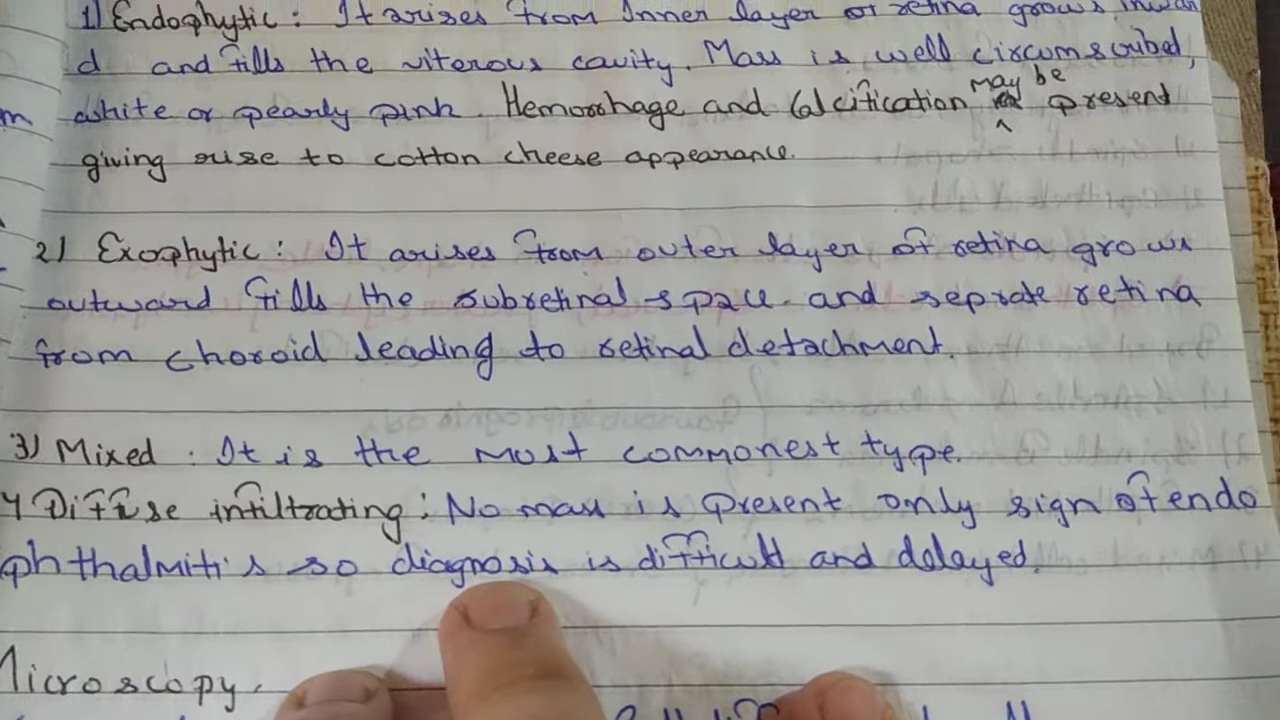 1) Endophytic : It arises from Inner layer of retina grows inwar
d and fills the viterous cavity. Mass is well circumscribed,
m white or pearly pink. Hemorrhage and Calcification may be present
giving rise to cotton cheese appearance.
2) Exophytic : It arises from outer layer of retina grows
outward fills the subretinal space and seprate retina
from choroid leading to retinal detachment.
3) Mixed : It is the most commonest type.
4 Diffuse infiltrating : No mass is present only sign of endo
phthalmitis so diagnosis is difficult and delayed.
Microscopy.